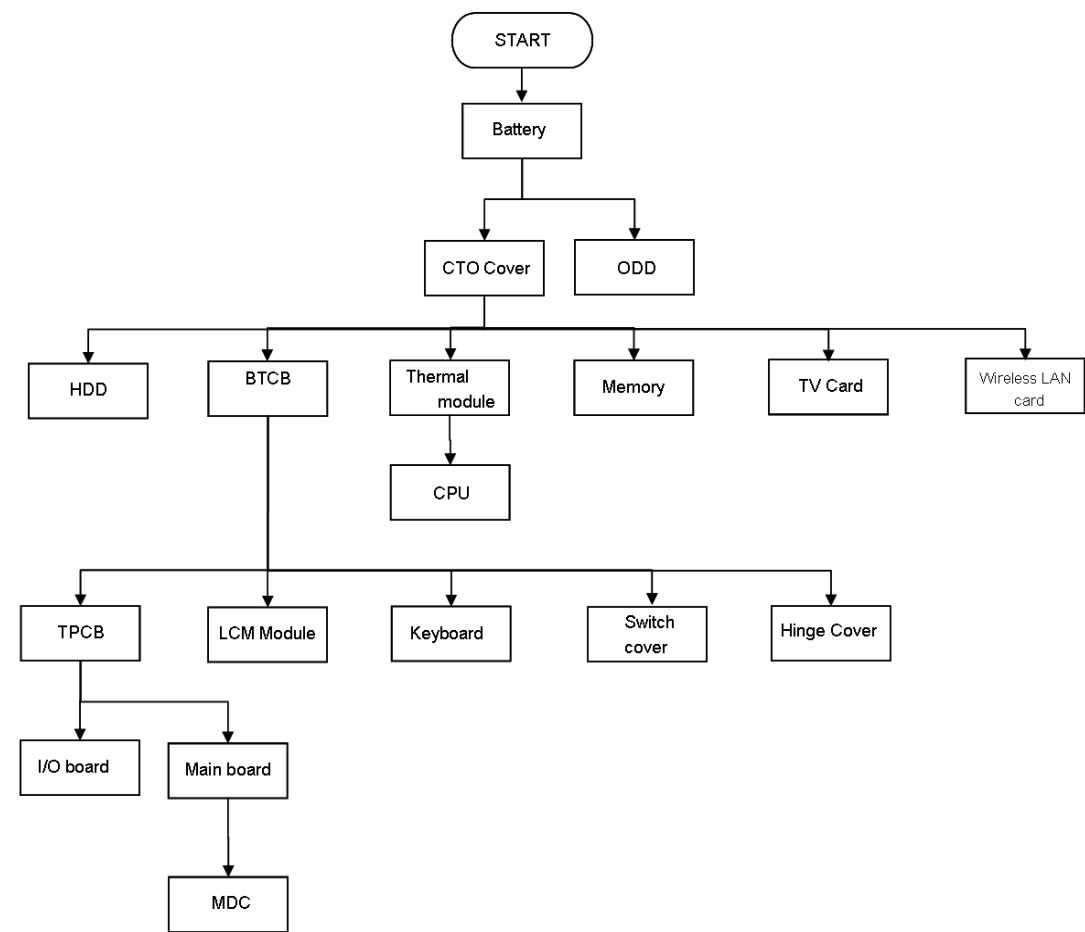 START
Battery
CTO Cover
ODD
HDD
BTCB
Thermal
module
Memory
TV Card
Wireless LAN
card
CPU
TPCB
LCM Module
Keyboard
Switch
cover
Hinge Cover
I/O board
Main board
MDC